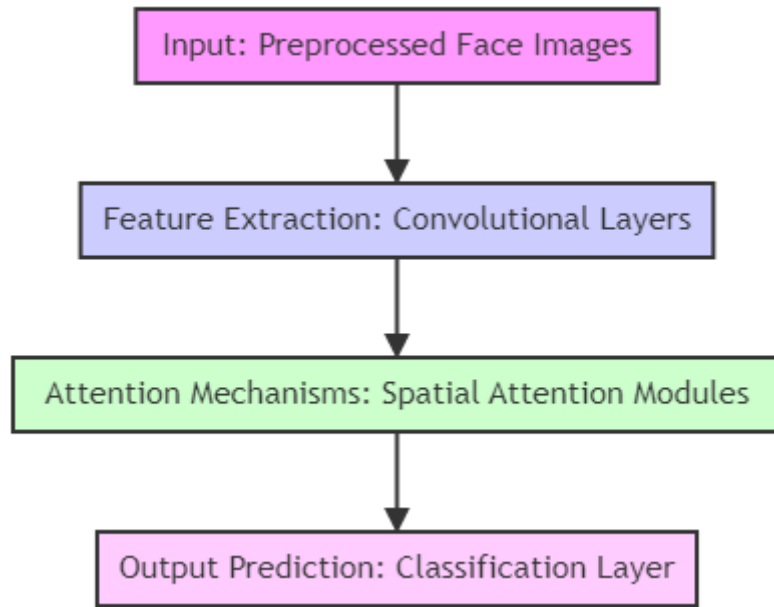 Input: Preprocessed Face Images
Feature Extraction: Convolutional Layers
Attention Mechanisms: Spatial Attention Modules
Output Prediction: Classification Layer